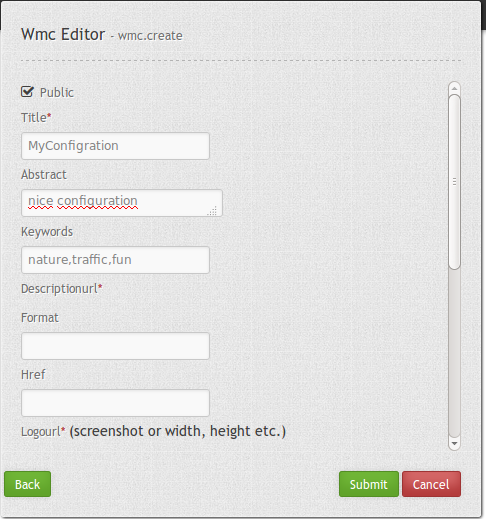 Wmc Editor - wmc.create
Public
Title*
MyConfigration
Abstract
nice configuration
Keywords
nature,traffic,fun
Descriptionurl*
Format
Href
Logourl* (screenshot or width, height etc.)
Back Submit Cancel